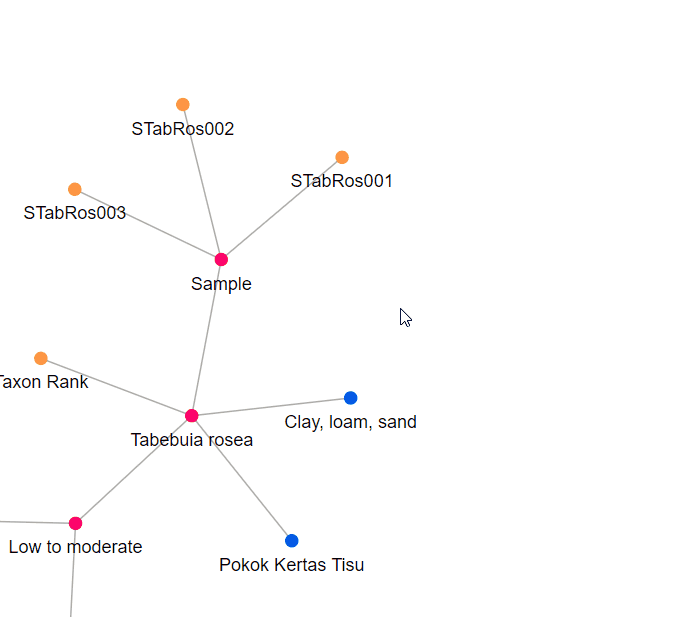 STabRos002
STabRos001
STabRos003
Sample
Taxon Rank
Clay, loam, sand
Tabebuia rosea
Low to moderate
Pokok Kertas Tisu